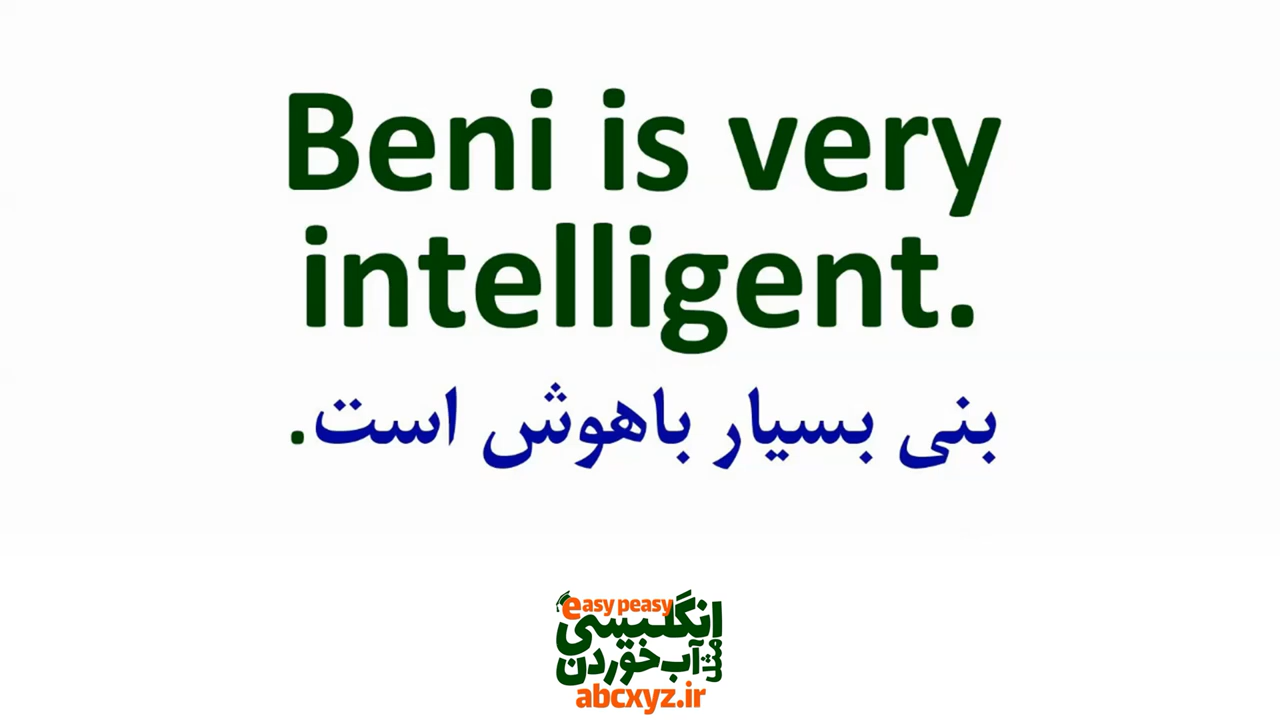 Beni is very
intelligent.
بنی بسیار باهوش است.
easy peasy
انگلیسی
مثل آب خوردن
abcxyz.ir